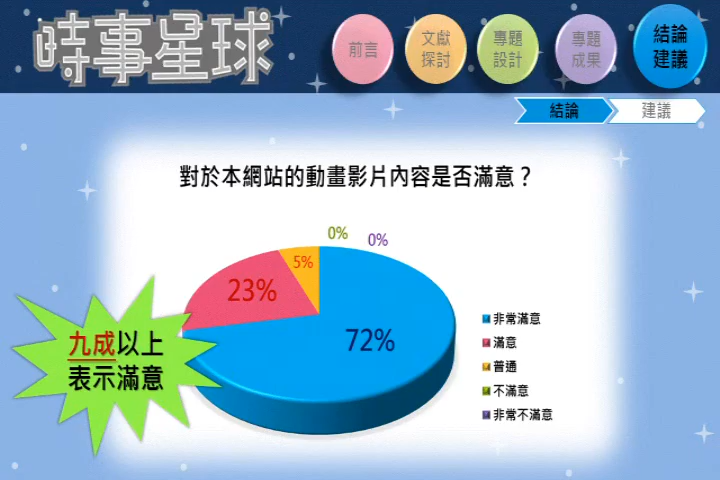 時事星球
前言
文獻
探討
專題
設計
專題
成果
結論
建議
結論
建議
對於本網站的動畫影片內容是否滿意？
0%
0%
5%
23%
72%
九成以上
表示滿意
非常滿意
滿意
普通
不滿意
非常不滿意